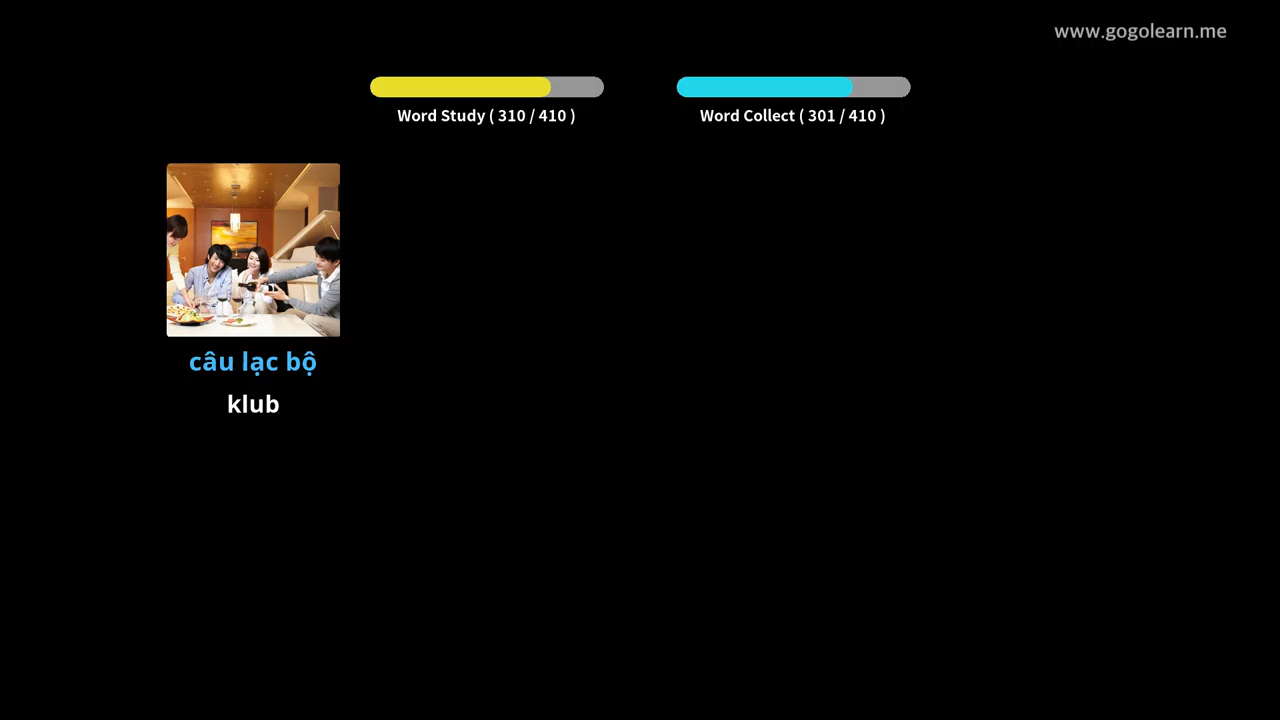 www.gogolearn.me
Word Study ( 310 / 410 )
Word Collect ( 301 / 410 )
câu lạc bộ
klub